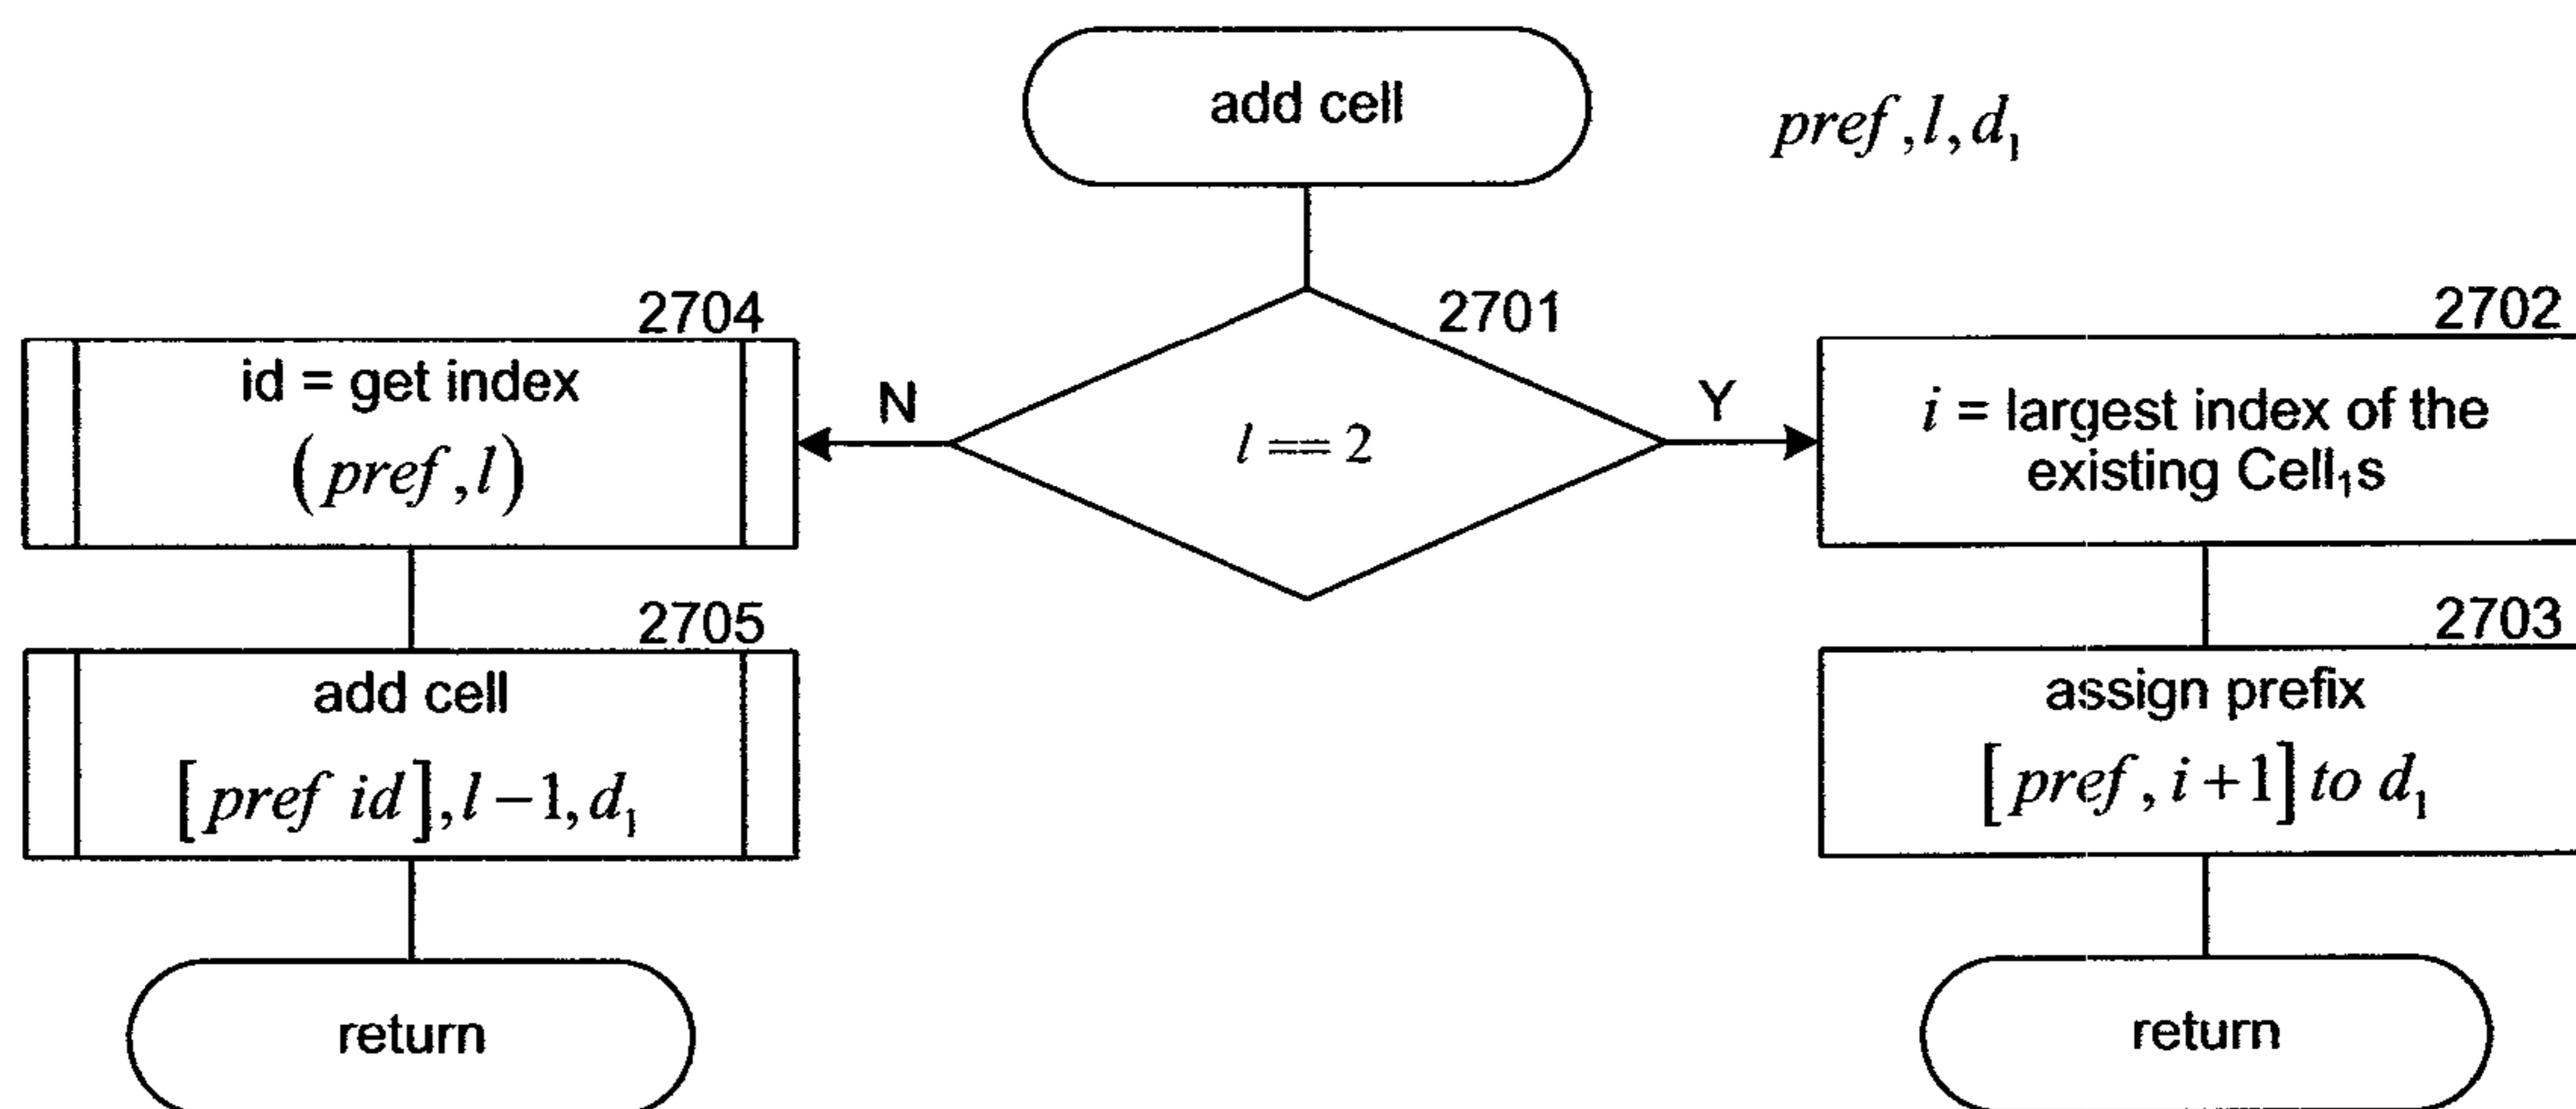 add cell
pref, l, d₁
2701
l == 2
N
Y
2704
id = get index
(pref, l)
2705
add cell
[pref id], l − 1, d₁
return
2702
i = largest index of the
existing Cell₁s
2703
assign prefix
[pref, i + 1] to d₁
return